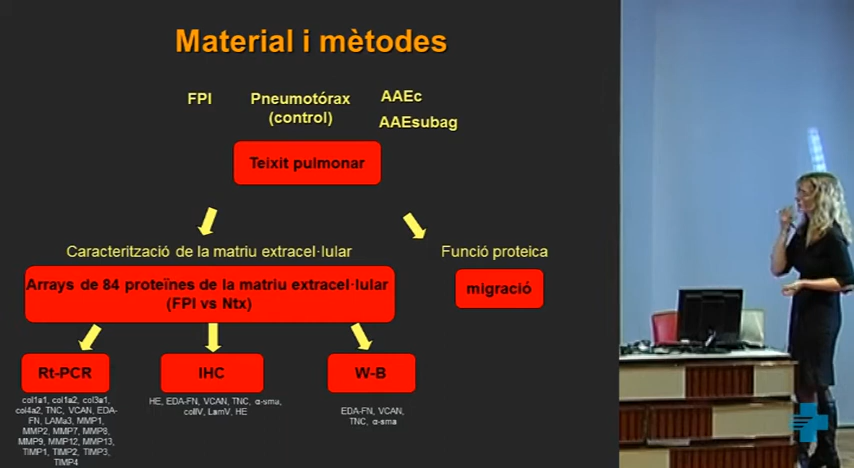 Material i mètodes
FPI
Pneumotórax
(control)
AAEc
AAEsubag
Teixit pulmonar
Caracterització de la matriu extracel·lular
Funció proteica
Arrays de 84 proteïnes de la matriu extracel·lular
(FPI vs Ntx)
migració
Rt-PCR
IHC
W-B
col1a1, col1a2, col3a1,
col4a2, TNC, VCAN, EDA-
FN, LAMa3, MMP1,
MMP2, MMP7, MMP8,
MMP9, MMP12, MMP13,
TIMP1, TIMP2, TIMP3,
TIMP4
HE, EDA-FN, VCAN, TNC, α-sma,
colIV, LamV, HE
EDA-FN, VCAN,
TNC, α-sma